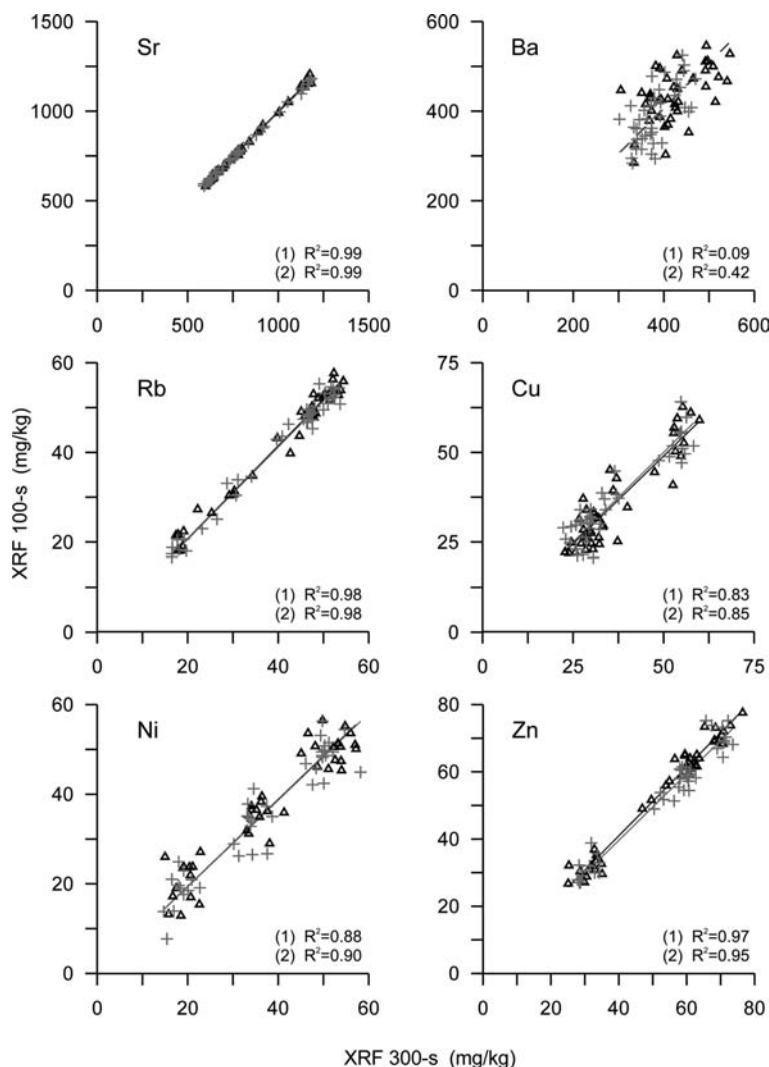 1500
1000
500
0
0
500
1000
1500
Sr
(1) R²=0.99
(2) R²=0.99
600
400
200
0
200
400
600
Ba
(1) R²=0.09
(2) R²=0.42
XRF 100-s (mg/kg)
60
40
20
0
0
20
40
60
Rb
(1) R²=0.98
(2) R²=0.98
75
50
25
0
25
50
75
Cu
(1) R²=0.83
(2) R²=0.85
60
40
20
0
0
20
40
60
Ni
(1) R²=0.88
(2) R²=0.90
80
60
40
20
0
0
20
40
60
80
Zn
(1) R²=0.97
(2) R²=0.95
XRF 300-s (mg/kg)